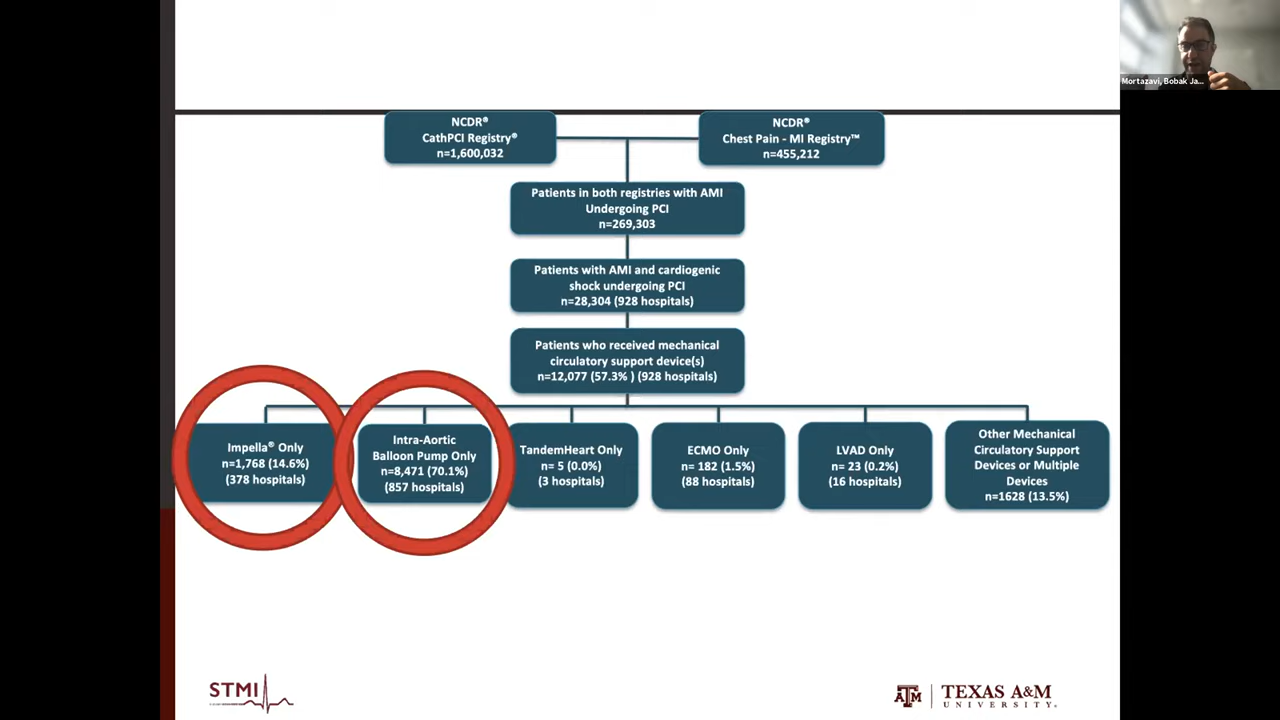 Mortazavi, Bobak Ja...
NCDR®
CathPCI Registry®
n=1,600,032
NCDR®
Chest Pain - MI Registry™
n=455,212
Patients in both registries with AMI
Undergoing PCI
n=269,303
Patients with AMI and cardiogenic
shock undergoing PCI
n=28,304 (928 hospitals)
Patients who received mechanical
circulatory support device(s)
n=12,077 (57.3% ) (928 hospitals)
Impella® Only
n=1,768 (14.6%)
(378 hospitals)
Intra-Aortic
Balloon Pump Only
n=8,471 (70.1%)
(857 hospitals)
TandemHeart Only
n= 5 (0.0%)
(3 hospitals)
ECMO Only
n= 182 (1.5%)
(88 hospitals)
LVAD Only
n= 23 (0.2%)
(16 hospitals)
Other Mechanical
Circulatory Support
Devices or Multiple
Devices
n=1628 (13.5%)
STMI
ATM
TEXAS A&M
UNIVERSITY.